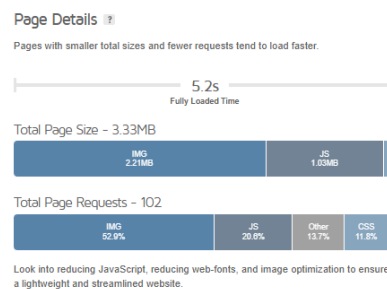 Page Details ?
Pages with smaller total sizes and fewer requests tend to load faster.
5.2s
Fully Loaded Time
Total Page Size - 3.33MB
IMG
2.21MB
JS
1.03MB
Total Page Requests - 102
IMG
52.9%
JS
20.6%
Other
13.7%
CSS
11.8%
Look into reducing JavaScript, reducing web-fonts, and image optimization to ensure
a lightweight and streamlined website.